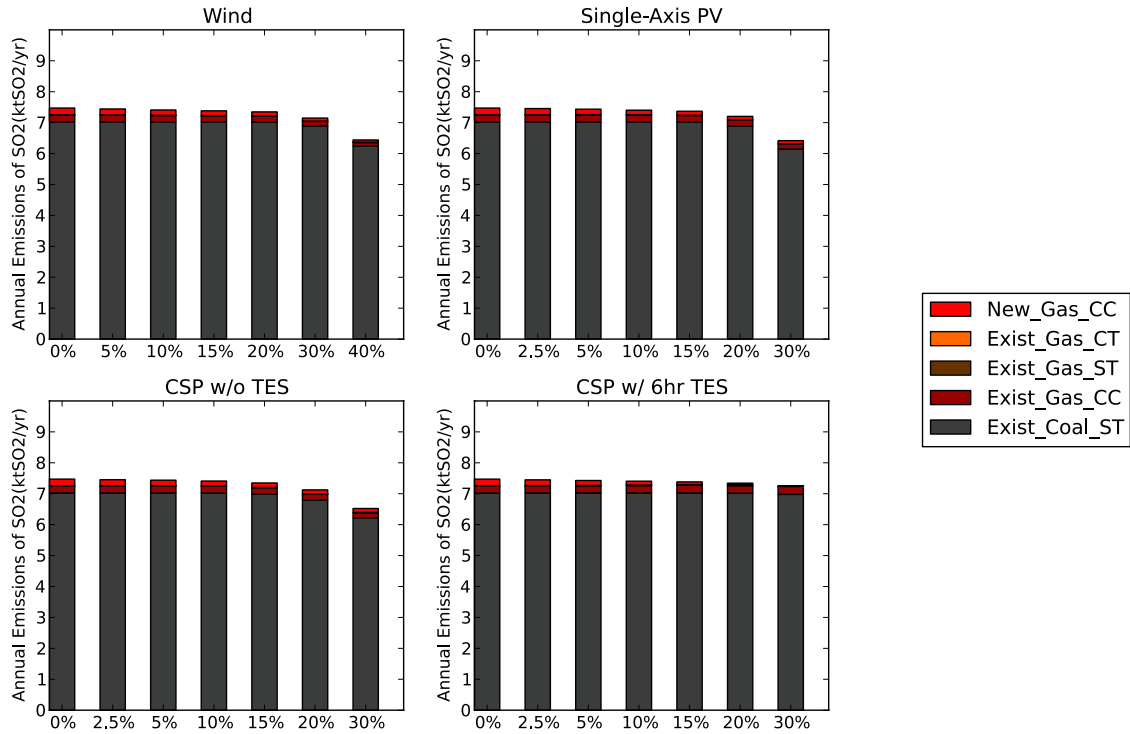 Wind
Annual Emissions of SO2(ktSO2/yr)
9
8
7
6
5
4
3
2
1
0
0% 5% 10% 15% 20% 30% 40%
Single-Axis PV
Annual Emissions of SO2(ktSO2/yr)
9
8
7
6
5
4
3
2
1
0
0% 2.5% 5% 10% 15% 20% 30%
CSP w/o TES
Annual Emissions of SO2(ktSO2/yr)
9
8
7
6
5
4
3
2
1
0
0% 2.5% 5% 10% 15% 20% 30%
CSP w/ 6hr TES
Annual Emissions of SO2(ktSO2/yr)
9
8
7
6
5
4
3
2
1
0
0% 2.5% 5% 10% 15% 20% 30%
New_Gas_CC
Exist_Gas_CT
Exist_Gas_ST
Exist_Gas_CC
Exist_Coal_ST